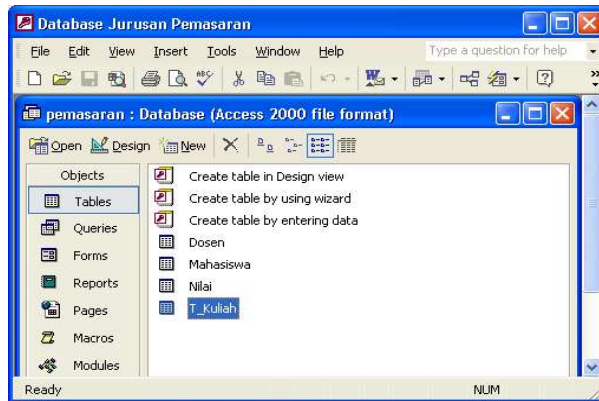 Database Jurusan Pemasaran
File Edit View Insert Tools Window Help Type a question for help
pemasaran : Database (Access 2000 file format)
Open Design New
Objects
Tables
Queries
Forms
Reports
Pages
Macros
Modules
Create table in Design view
Create table by using wizard
Create table by entering data
Dosen
Mahasiswa
Nilai
T_Kuliah
Ready NUM